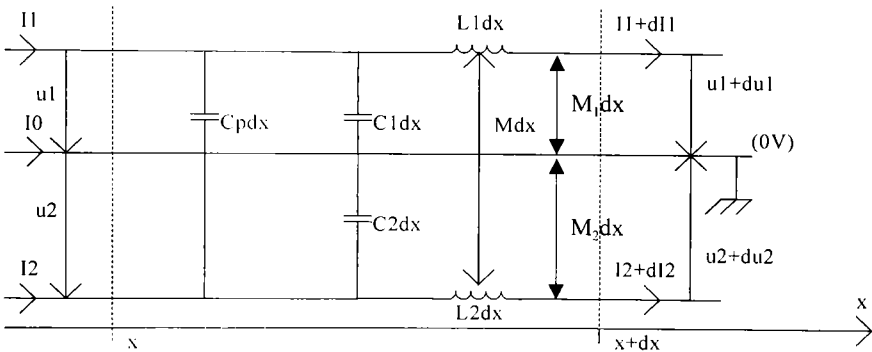 I1
L1dx
I1+dI1
u1
Cpdx
C1dx
Mdx
M₁dx
u1+du1
I0
(0V)
u2
C2dx
M₂dx
u2+du2
I2
L2dx
I2+dI2
x
x
x+dx